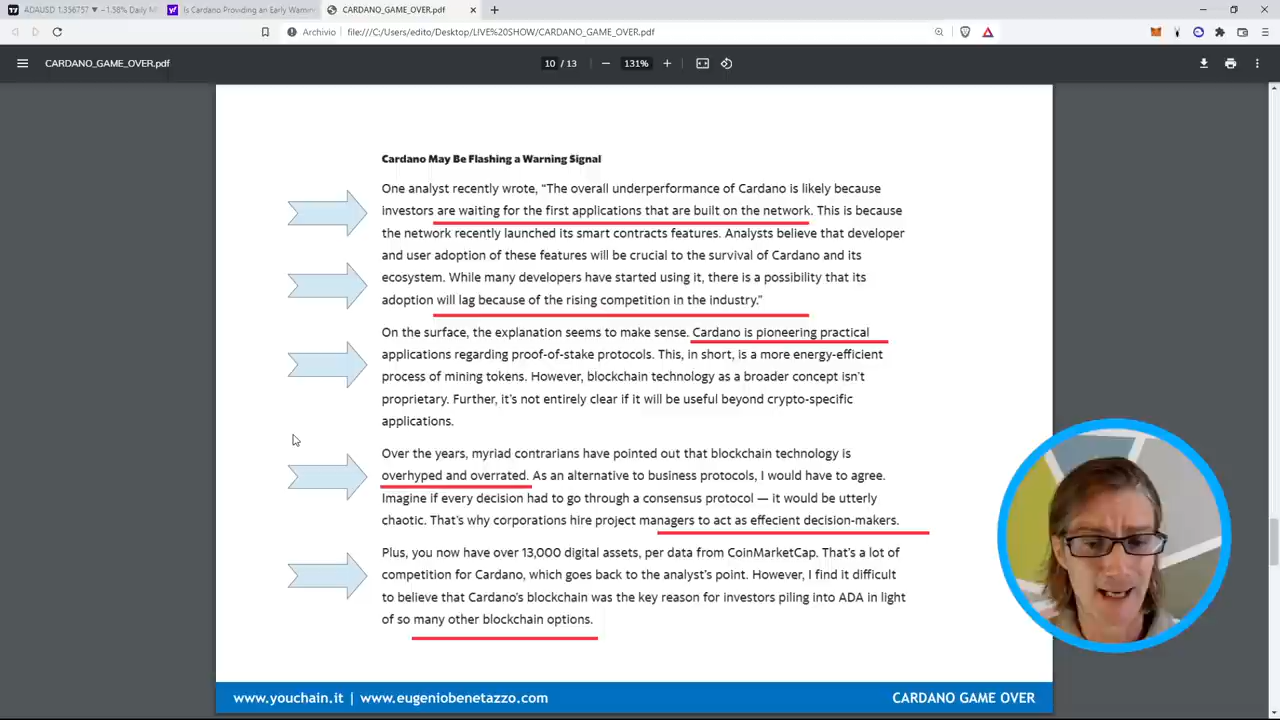 ADAUSD 1.356757 ▼ −1.58% Daily M
Is Cardano Providing an Early Warnin
CARDANO_GAME_OVER.pdf
Archivio
file:///C:/Users/edito/Desktop/LIVE%20SHOW/CARDANO_GAME_OVER.pdf
CARDANO_GAME_OVER.pdf
10 / 13
131%
Cardano May Be Flashing a Warning Signal
One analyst recently wrote, “The overall underperformance of Cardano is likely because
investors are waiting for the first applications that are built on the network. This is because
the network recently launched its smart contracts features. Analysts believe that developer
and user adoption of these features will be crucial to the survival of Cardano and its
ecosystem. While many developers have started using it, there is a possibility that its
adoption will lag because of the rising competition in the industry.”
On the surface, the explanation seems to make sense. Cardano is pioneering practical
applications regarding proof-of-stake protocols. This, in short, is a more energy-efficient
process of mining tokens. However, blockchain technology as a broader concept isn’t
proprietary. Further, it’s not entirely clear if it will be useful beyond crypto-specific
applications.
Over the years, myriad contrarians have pointed out that blockchain technology is
overhyped and overrated. As an alternative to business protocols, I would have to agree.
Imagine if every decision had to go through a consensus protocol — it would be utterly
chaotic. That’s why corporations hire project managers to act as effecient decision-makers.
Plus, you now have over 13,000 digital assets, per data from CoinMarketCap. That’s a lot of
competition for Cardano, which goes back to the analyst’s point. However, I find it difficult
to believe that Cardano’s blockchain was the key reason for investors piling into ADA in light
of so many other blockchain options.
www.youchain.it | www.eugeniobenetazzo.com
CARDANO GAME OVER